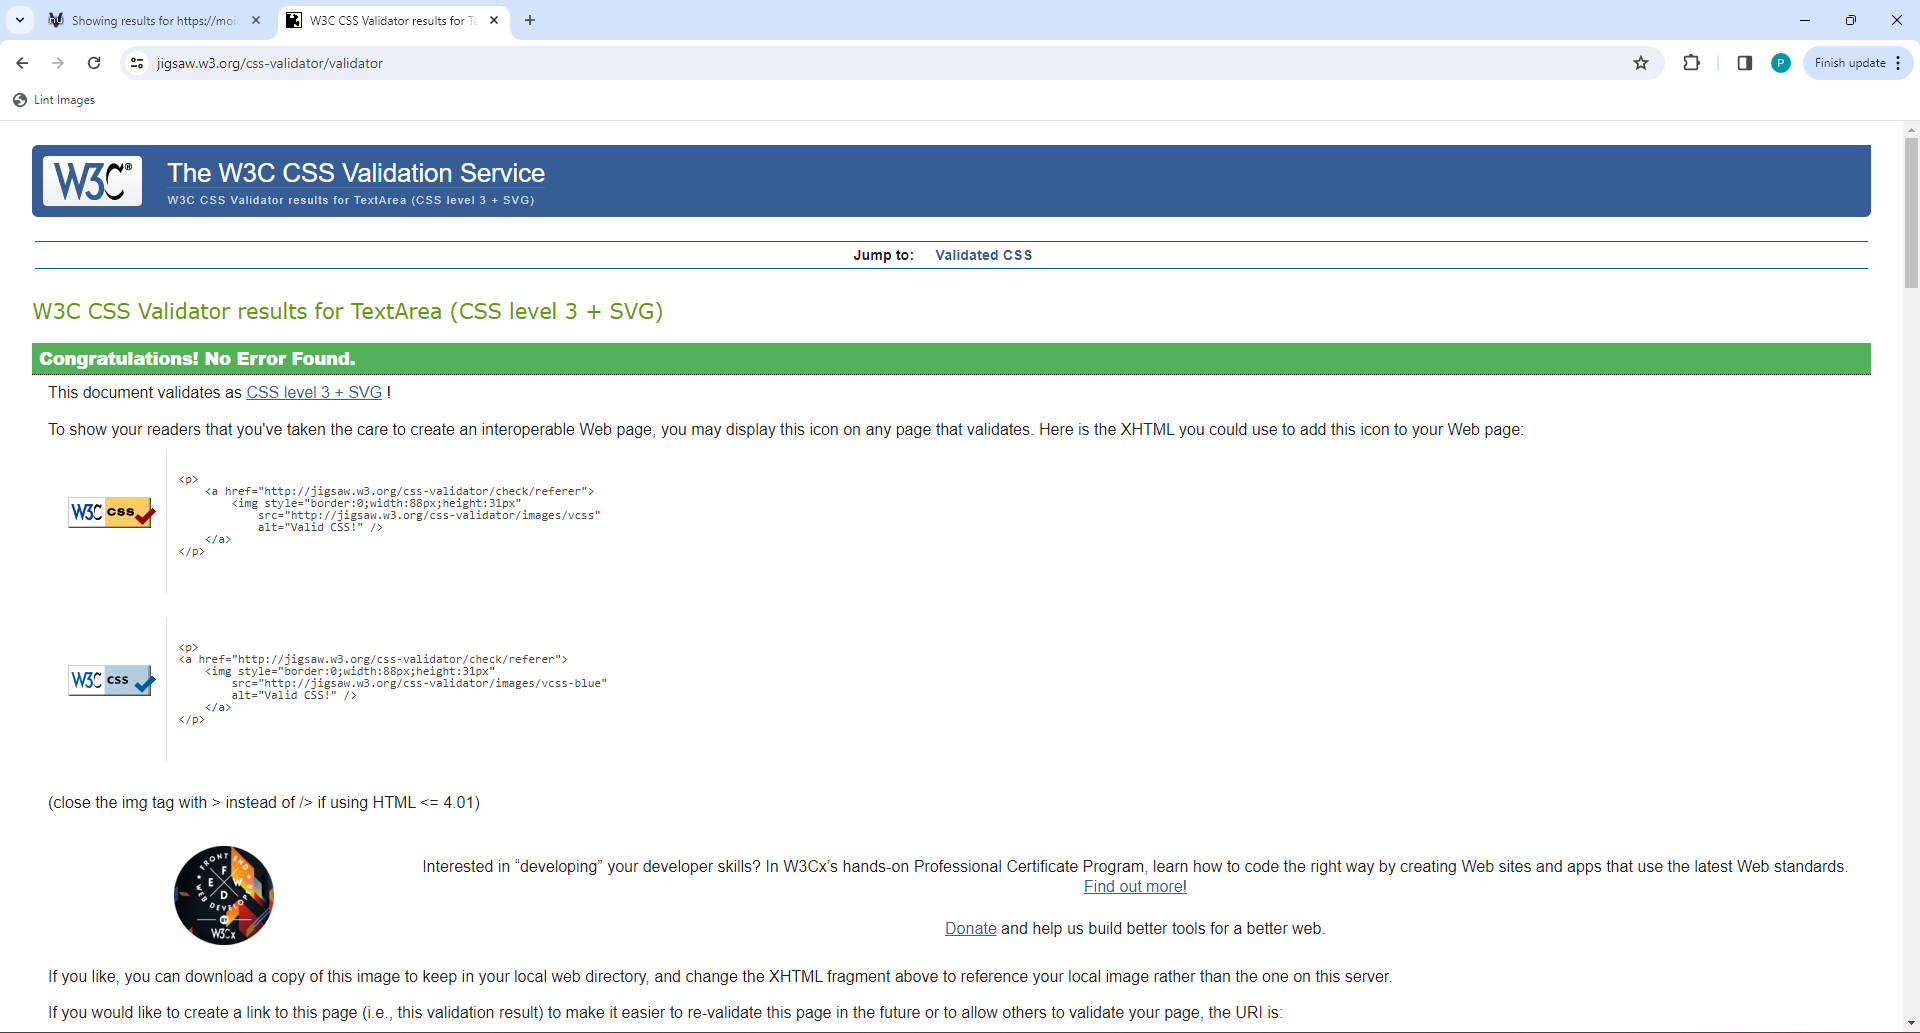 Showing results for https://moi
W3C CSS Validator results for Te
jigsaw.w3.org/css-validator/validator
P
Finish update
Lint Images
W3C®
The W3C CSS Validation Service
W3C CSS Validator results for TextArea (CSS level 3 + SVG)
Jump to: Validated CSS
W3C CSS Validator results for TextArea (CSS level 3 + SVG)
Congratulations! No Error Found.
This document validates as CSS level 3 + SVG !
To show your readers that you've taken the care to create an interoperable Web page, you may display this icon on any page that validates. Here is the XHTML you could use to add this icon to your Web page:
W3C css
<p>
<a href="http://jigsaw.w3.org/css-validator/check/referer">
<img style="border:0;width:88px;height:31px"
src="http://jigsaw.w3.org/css-validator/images/vcss"
alt="Valid CSS!" />
</a>
</p>
W3C css
<p>
<a href="http://jigsaw.w3.org/css-validator/check/referer">
<img style="border:0;width:88px;height:31px"
src="http://jigsaw.w3.org/css-validator/images/vcss-blue"
alt="Valid CSS!" />
</a>
</p>
(close the img tag with > instead of /> if using HTML <= 4.01)
FRONT END
F
E W
D
WEB DEVELOPER
W3Cx
Interested in “developing” your developer skills? In W3Cx’s hands-on Professional Certificate Program, learn how to code the right way by creating Web sites and apps that use the latest Web standards.
Find out more!
Donate and help us build better tools for a better web.
If you like, you can download a copy of this image to keep in your local web directory, and change the XHTML fragment above to reference your local image rather than the one on this server.
If you would like to create a link to this page (i.e., this validation result) to make it easier to re-validate this page in the future or to allow others to validate your page, the URI is: